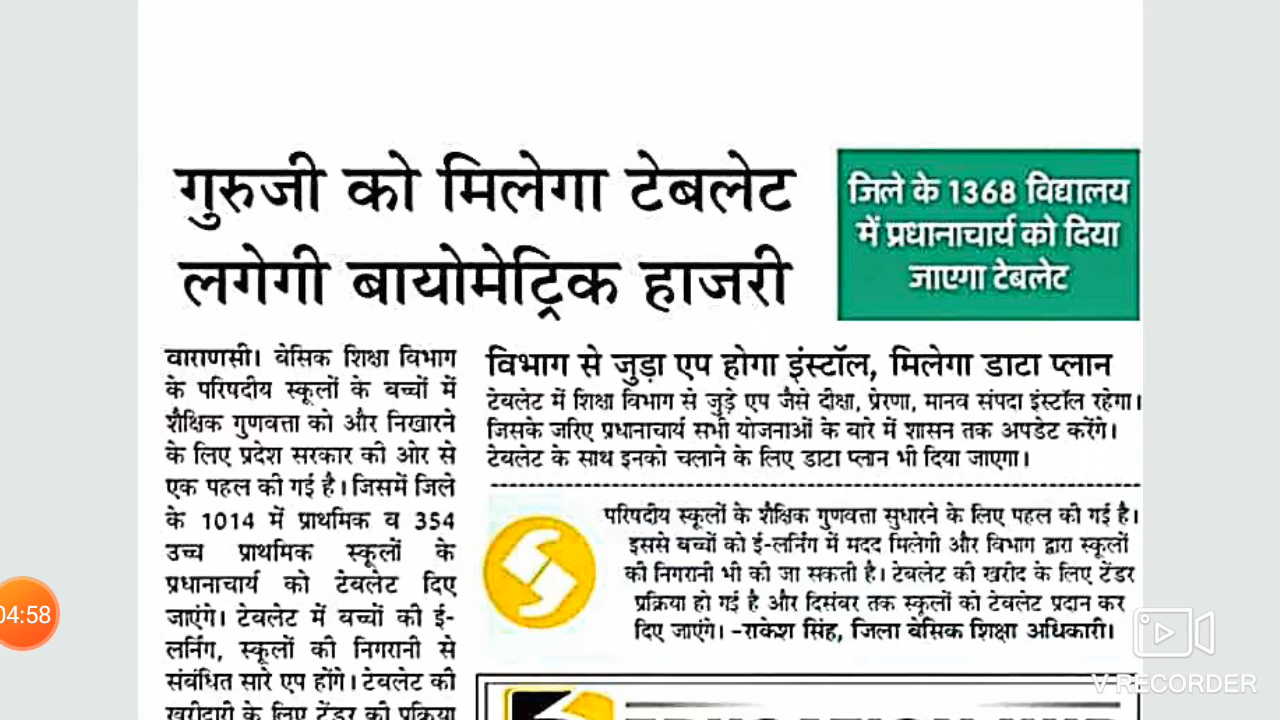 गुरुजी को मिलेगा टेबलेट
लगेगी बायोमेट्रिक हाजरी
जिले के 1368 विद्यालय
में प्रधानाचार्य को दिया
जाएगा टेबलेट
वाराणसी। बेसिक शिक्षा विभाग
के परिषदीय स्कूलों के बच्चों में
शैक्षिक गुणवत्ता को और निखारने
के लिए प्रदेश सरकार की ओर से
एक पहल की गई है। जिसमें जिले
के 1014 में प्राथमिक व 354
उच्च प्राथमिक स्कूलों के
प्रधानाचार्य को टेबलेट दिए
जाएंगे। टेबलेट में बच्चों की ई-
लर्निंग, स्कूलों की निगरानी से
संबंधित सारे एप होंगे। टेबलेट की
खरीदारी के लिए टेंडर की प्रक्रिया
विभाग से जुड़ा एप होगा इंस्टॉल, मिलेगा डाटा प्लान
टेबलेट में शिक्षा विभाग से जुड़े एप जैसे दीक्षा, प्रेरणा, मानव संपदा इंस्टॉल रहेगा।
जिसके जरिए प्रधानाचार्य सभी योजनाओं के बारे में शासन तक अपडेट करेंगे।
टेबलेट के साथ इनको चलाने के लिए डाटा प्लान भी दिया जाएगा।
परिषदीय स्कूलों के शैक्षिक गुणवत्ता सुधारने के लिए पहल की गई है।
इससे बच्चों को ई-लर्निंग में मदद मिलेगी और विभाग द्वारा स्कूलों
की निगरानी भी की जा सकती है। टेबलेट की खरीद के लिए टेंडर
प्रक्रिया हो गई है और दिसंबर तक स्कूलों को टेबलेट प्रदान कर
दिए जाएंगे। -राकेश सिंह, जिला बेसिक शिक्षा अधिकारी।
04:58
V RECORDER